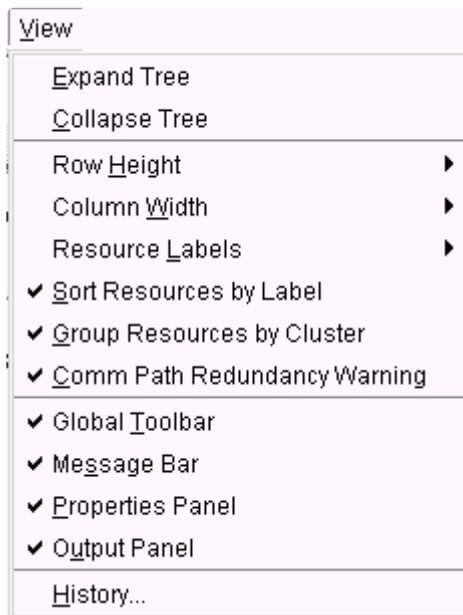 View
Expand Tree
Collapse Tree
Row Height
Column Width
Resource Labels
Sort Resources by Label
Group Resources by Cluster
Comm Path Redundancy Warning
Global Toolbar
Message Bar
Properties Panel
Output Panel
History...